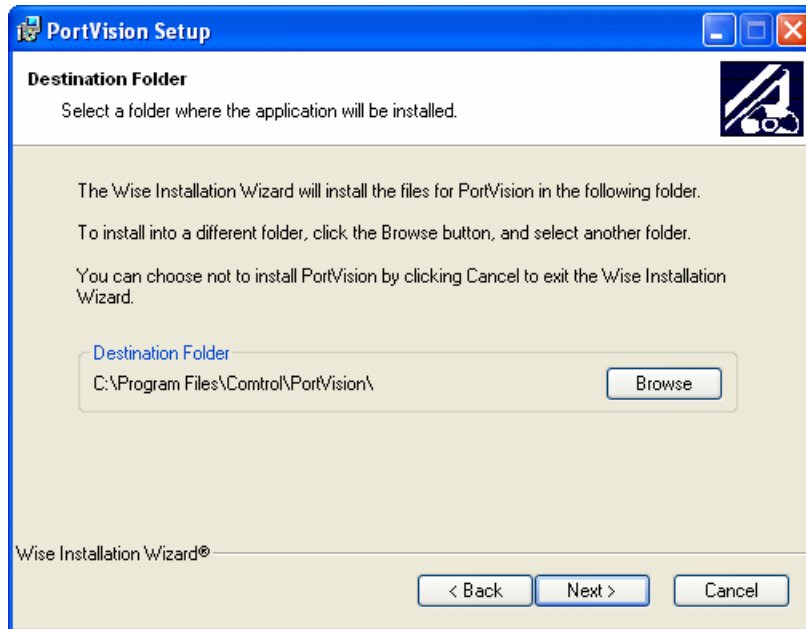 PortVision Setup
Destination Folder
Select a folder where the application will be installed.
The Wise Installation Wizard will install the files for PortVision in the following folder.
To install into a different folder, click the Browse button, and select another folder.
You can choose not to install PortVision by clicking Cancel to exit the Wise Installation
Wizard.
Destination Folder
C:\Program Files\Comtrol\PortVision\
Browse
Wise Installation Wizard®
< Back
Next >
Cancel